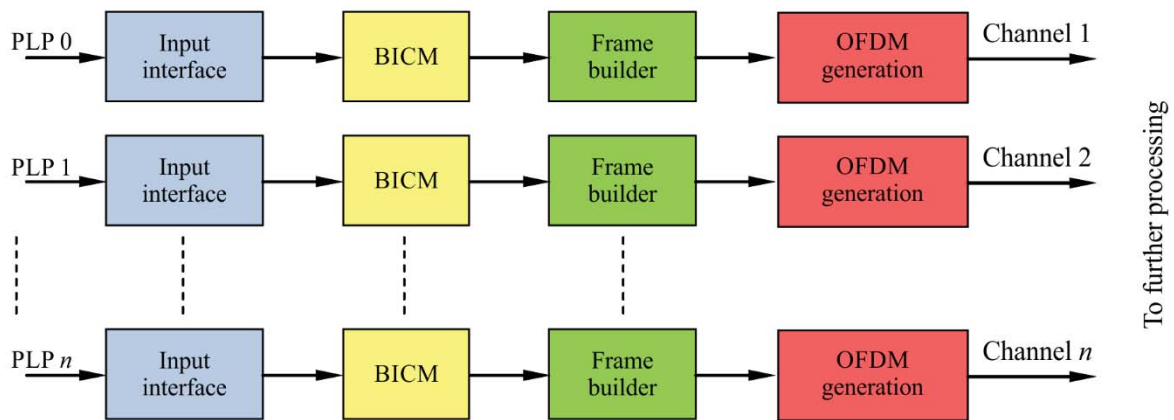 PLP 0
Input
interface
BICM
Frame
builder
OFDM
generation
Channel 1
PLP 1
Input
interface
BICM
Frame
builder
OFDM
generation
Channel 2
PLP n
Input
interface
BICM
Frame
builder
OFDM
generation
Channel n
To further processing